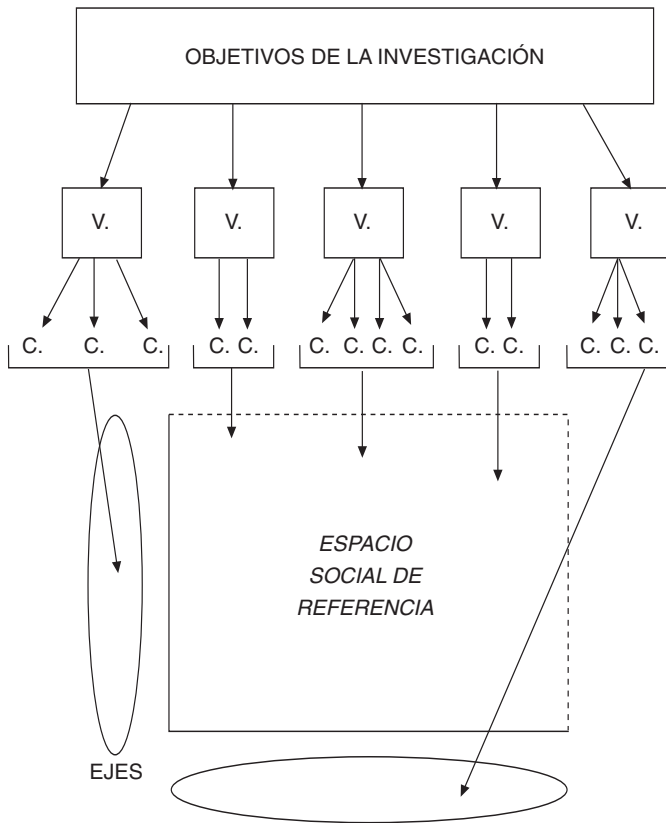 OBJETIVOS DE LA INVESTIGACIÓN
V. V. V. V. V.
C. C. C. C. C. C. C. C. C. C. C. C. C. C.
ESPACIO
SOCIAL DE
REFERENCIA
EJES